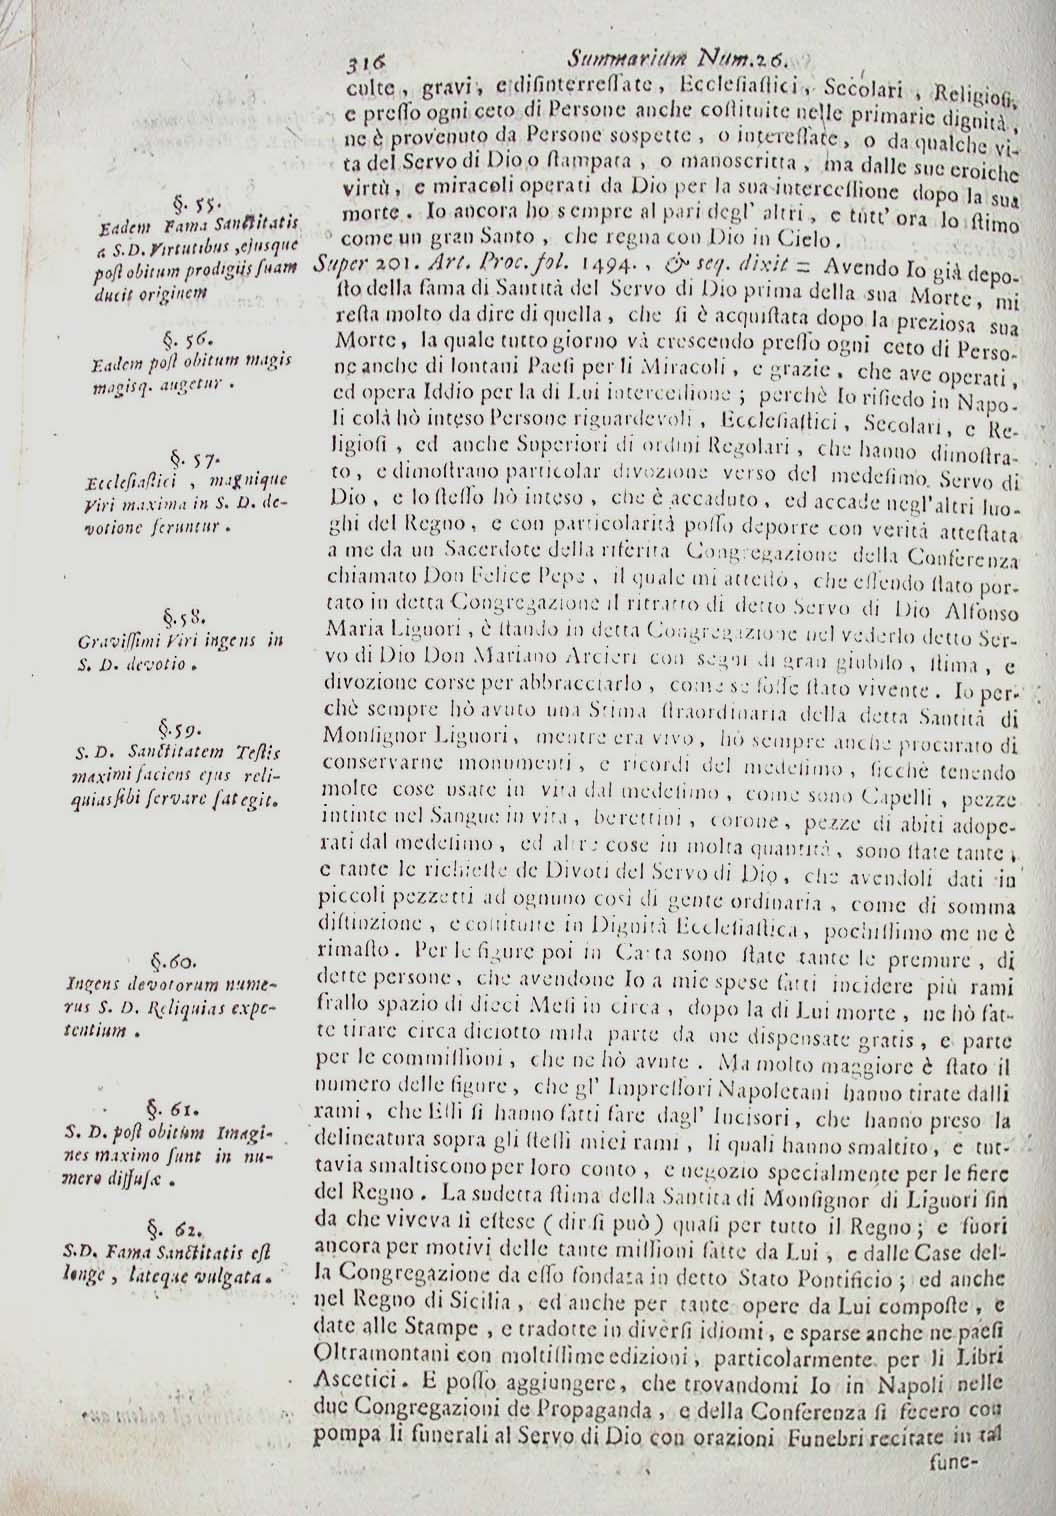 316 Summarium Num.26.
culte, gravi, e disinterreſſate, Eccleſiaſtici, Secolari, Religioſi,
e preſſo ogni ceto di Perſone anche coſtituite nelle primarie dignità,
ne è provenuto da Perſone sospette, o intereſſate, o da qualche vi-
ta del Servo di Dio o ſtampata, o manoscritta, ma dalle sue eroiche
virtù, e miracoli operati da Dio per la sua interceſſione dopo la sua
morte. Io ancora ho sempre al pari degl' altri, e tutt' ora lo ſtimo
come un gran Santo, che regna con Dio in Cielo.
§. 55.
Eadem Fama Sanctitatis
a S.D. Virtutibus, ejusque
poſt obitum prodigiis ſuam
ducit originem
Super 201. Art. Proc. fol. 1494., & seq. dixit = Avendo Io già depo-
ſto della fama di Santità del Servo di Dio prima della sua Morte, mi
reſta molto da dire di quella, che ſi è acquiſtata dopo la preziosa sua
Morte, la quale tutto giorno và crescendo preſſo ogni ceto di Perso-
ne anche di lontani Paeſi per li Miracoli, e grazie, che ave operati,
ed opera Iddio per la di Lui interceſſione; perchè Io riſiedo in Napo-
li colà hò inteso Persone riguardevoli, Eccleſiaſtici, Secolari, e Re-
ligioſi, ed anche Superiori di ordini Regolari, che hanno dimoſtra-
to, e dimoſtrano particolar divozione verso del medeſimo Servo di
Dio, e lo ſteſſo hò inteso, che è accaduto, ed accade negl'altri luo-
ghi del Regno, e con particolarità poſſo deporre con verità atteſtata
a me da un Sacerdote della riferita Congregazione della Conferenza
chiamato Don Felice Pepe, il quale mi atteſtò, che eſſendo ſtato por-
tato in detta Congregazione il ritratto di detto Servo di Dio Alfonso
Maria Liguori, è ſtando in detta Congregazione nel vederlo detto Ser-
vo di Dio Don Mariano Arcieri con segni di gran giubilo, ſtima, e
divozione corse per abbracciarlo, come se foſſe ſtato vivente. Io per-
chè sempre hò avuto una Stima ſtraordinaria della detta Santità di
Monſignor Liguori, mentre era vivo, hò sempre anche procurato di
conservarne monumenti, e ricordi del medeſimo, ſicchè tenendo
molte cose usate in vita dal medeſimo, come sono Capelli, pezze
intinte nel Sangue in vita, berettini, corone, pezze di abiti adope-
rati dal medeſimo, ed altre cose in molta quantità, sono ſtate tante,
e tante le richieſte de Divoti del Servo di Dio, che avendoli dati in
piccoli pezzetti ad ognuno così di gente ordinaria, come di somma
diſtinzione, e coſtituite in Dignità Eccleſiaſtica, pochiſſimo me ne è
rimaſto. Per le figure poi in Carta sono ſtate tante le premure, di
dette persone, che avendone Io a mie spese fatti incidere più rami
frallo spazio di dieci Meſi in circa, dopo la di Lui morte, ne hò fat-
te tirare circa diciotto mila parte da me dispensate gratis, e parte
per le commiſſioni, che ne hò avute. Ma molto maggiore è ſtato il
numero delle figure, che gl' Impreſſori Napoletani hanno tirate dalli
rami, che Eſſi ſi hanno fatti fare dagl' Incisori, che hanno preso la
delineatura sopra gli ſteſſi miei rami, li quali hanno smaltito, e tut-
tavia smaltiscono per loro conto, e negozio specialmente per le fiere
del Regno. La sudetta ſtima della Santità di Monſignor di Liguori ſin
da che viveva ſi eſtese (dir ſi può) quaſi per tutto il Regno; e fuori
ancora per motivi delle tante miſſioni fatte da Lui, e dalle Case del-
la Congregazione da eſſo fondata in detto Stato Pontificio; ed anche
nel Regno di Sicilia, ed anche per tante opere da Lui compoſte, e
date alle Stampe, e tradotte in diverſi idiomi, e sparse anche ne paeſi
Oltramontani con moltiſſime edizioni, particolarmente per li Libri
Ascetici. E poſſo aggiungere, che trovandomi Io in Napoli nelle
due Congregazioni de Propaganda, e della Conferenza ſi fecero con
pompa li funerali al Servo di Dio con orazioni Funebri recitate in tal
fune-
§. 56.
Eadem poſt obitum magis
magisq. augetur.
§. 57.
Eccleſiaſtici, magnique
Viri maxima in S. D. de-
votione feruntur.
§. 58.
Graviſſimi Viri ingens in
S. D. devotio.
§. 59.
S. D. Sanctitatem Teſtis
maximi faciens ejus reli-
quias ſibi ſervare ſategit.
§. 60.
Ingens devotorum nume-
rus S. D. Reliquias expe-
tentium.
§. 61.
S. D. poſt obitum Imagi-
nes maximo ſunt in nu-
mero diffuſæ.
§. 62.
S.D. Fama Sanctitatis eſt
longe, lateque vulgata.